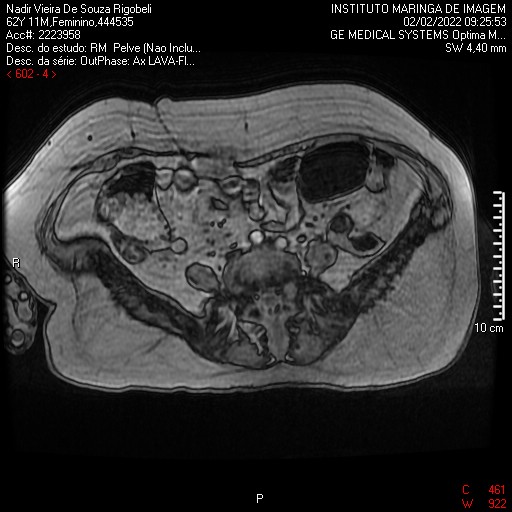 Nadir Vieira De Souza Rigobeli
62Y 11M,Feminino,444535
Acc#: 2223958
Desc. do estudo: RM Pelve (Nao Inclu...
Desc. da série: OutPhase: Ax LAVA-Fl...
< 602 - 4 >
INSTITUTO MARINGA DE IMAGEM
02/02/2022 09:25:53
GE MEDICAL SYSTEMS Optima M...
SW 4,40 mm
R
10 cm
P
C 461
W 922